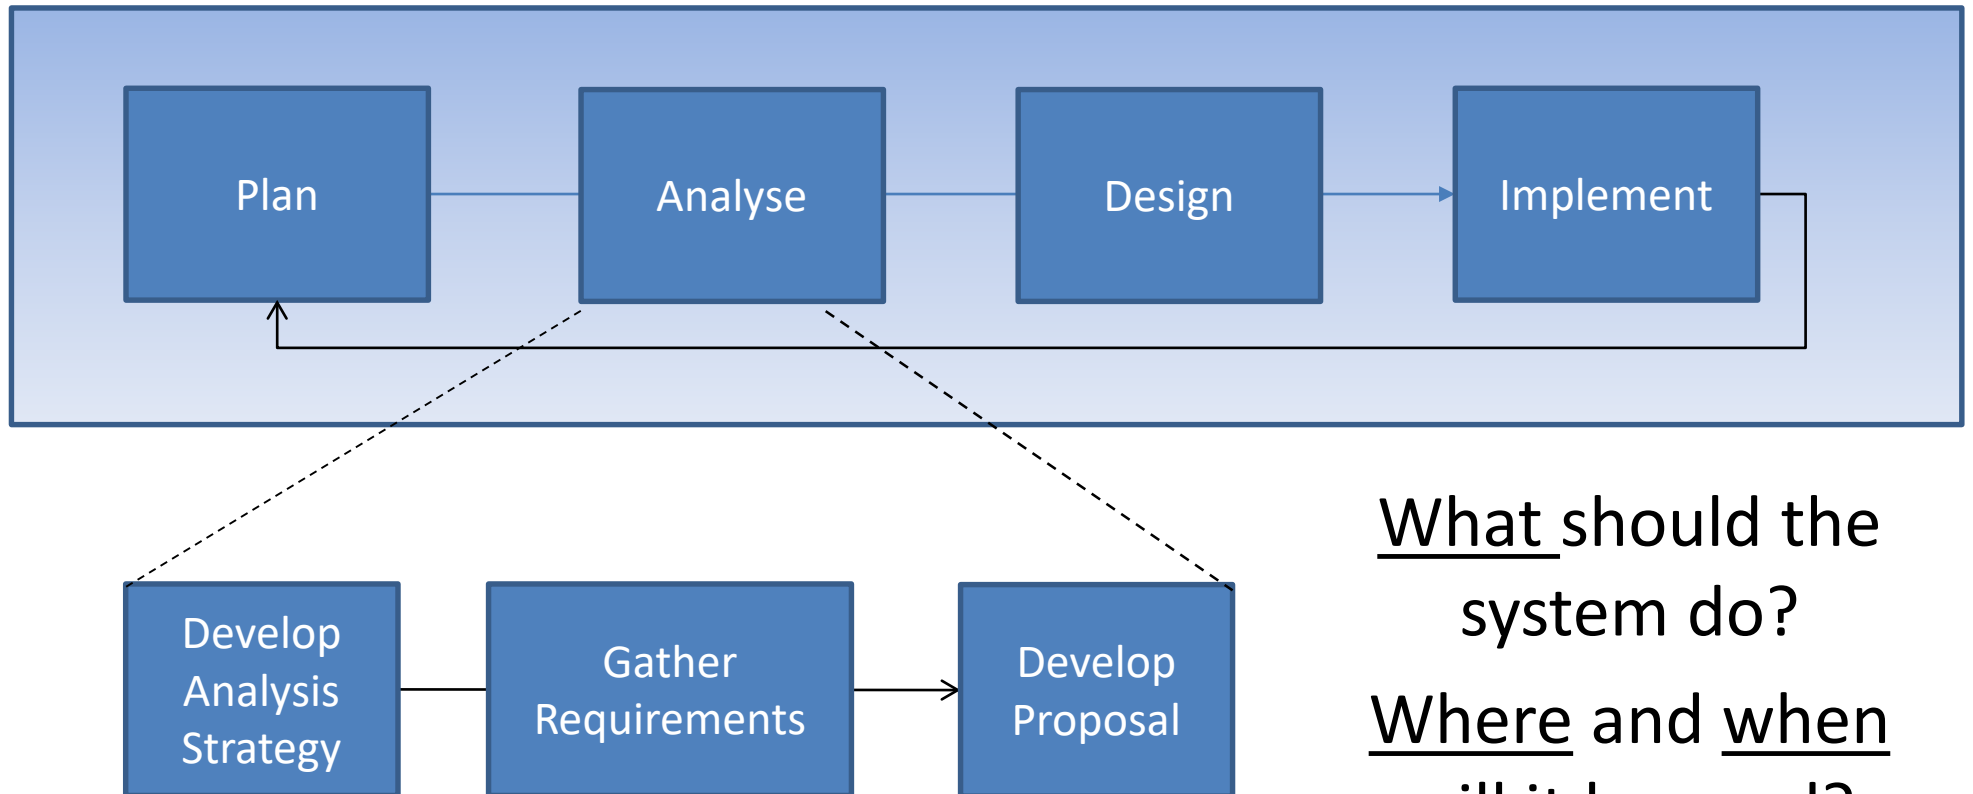 Plan
Analyse
Design
Implement
Develop
Analysis
Strategy
Gather
Requirements
Develop
Proposal
What should the
system do?
Where and when